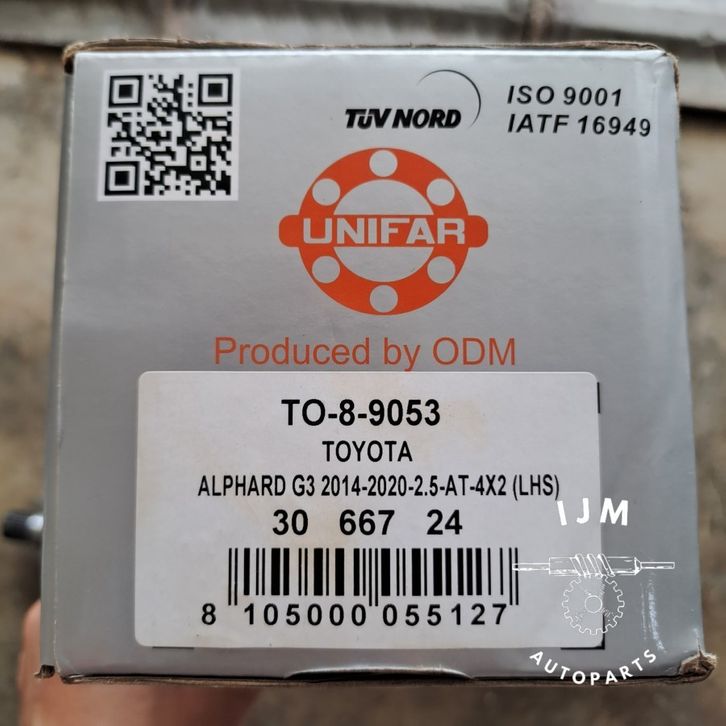 TÜV NORD
ISO 9001
IATF 16949
UNIFAR
Produced by ODM
TO-8-9053
TOYOTA
ALPHARD G3 2014-2020-2.5-AT-4X2 (LHS)
30 667 24
8 105000 055127
IJM
AUTOPARTS